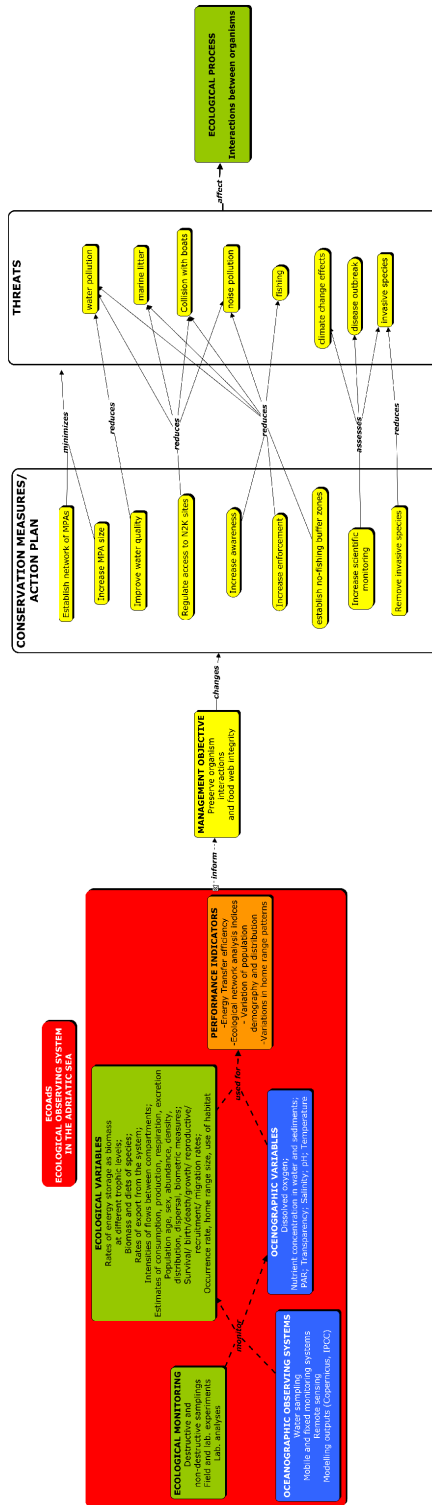 ECOAdS
ECOLOGICAL OBSERVING SYSTEM
IN THE ADRIATIC SEA
ECOLOGICAL MONITORING
Destructive and
non-destructive samplings
Field and lab. experiments
Lab. analyses
OCEANOGRAPHIC OBSERVING SYSTEMS
Water sampling
Mobile and fixed monitoring systems
Remote sensing
Modelling outputs (Copernicus, IPCC)
monitor
ECOLOGICAL VARIABLES
Rates of energy storage as biomass
at different trophic levels;
Biomass and diets of species;
Rates of export from the system;
Intensities of flows between compartments;
Estimates of consumption, production, respiration, excretion
Population age, sex, abundance, density,
distribution, dispersal, biometric measures;
Survival/ birth/death/growth/ reproductive/
recruitment/ migration rates;
Occurrence rate, home range size, use of habitat
OCENOGRAPHIC VARIABLES
Dissolved oxygen;
Nutrient concentration in water and sediments;
PAR; Transparency; Salinity; pH; Temperature
used for
PERFORMANCE INDICATORS
-Energy Transfer efficiency
-Ecological network analysis indices
- Variation of population
demography and distribution
-Variations in home range patterns
inform
MANAGEMENT OBJECTIVE
Preserve organism
interactions
and food web integrity
changes
CONSERVATION MEASURES/
ACTION PLAN
Establish network of MPAs
Increase MPA size
Improve water quality
Regulate access to N2K sites
Increase awareness
Increase enforcement
establish no-fishing buffer zones
Increase scientific
monitoring
Remove invasive species
minimizes
reduces
reduces
reduces
assesses
reduces
THREATS
water pollution
marine litter
Collision with boats
noise pollution
fishing
climate change effects
disease outbreak
invasive species
affect
ECOLOGICAL PROCESS
Interactions between organisms